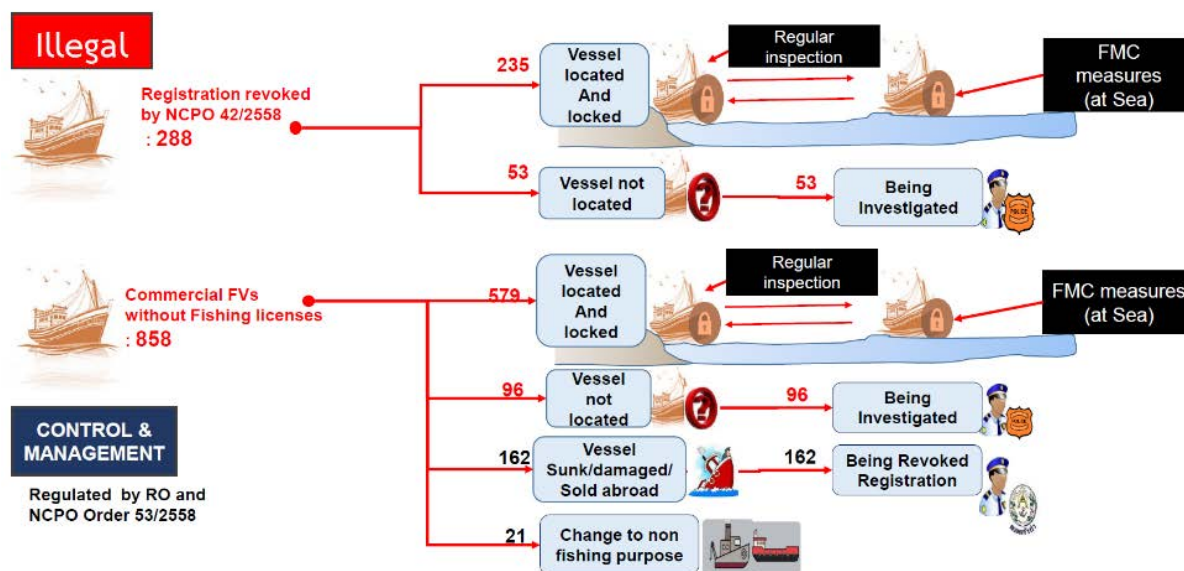 Illegal
Registration revoked
by NCPO 42/2558
: 288
235
Vessel
located
And
locked
Regular
inspection
FMC
measures
(at Sea)
53
Vessel not
located
53
Being
Investigated
POLICE
Commercial FVs
without Fishing licenses
: 858
579
Vessel
located
And
locked
Regular
inspection
FMC measures
(at Sea)
96
Vessel
not
located
96
Being
Investigated
POLICE
162
Vessel
Sunk/damaged/
Sold abroad
162
Being Revoked
Registration
21
Change to non
fishing purpose
CONTROL &
MANAGEMENT
Regulated by RO and
NCPO Order 53/2558